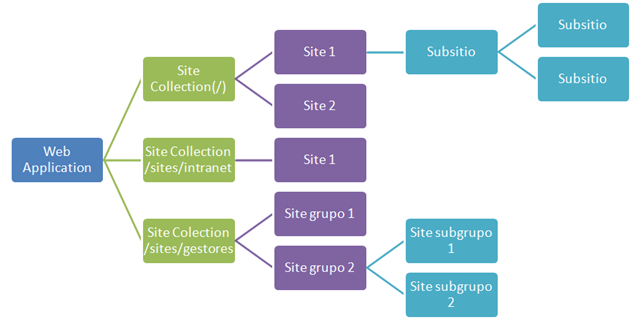 Web
Application
Site
Collection(/)
Site 1
Subsitio
Subsitio
Subsitio
Site 2
Site Collection
/sites/intranet
Site 1
Site Colection
/sites/gestores
Site grupo 1
Site grupo 2
Site subgrupo
1
Site subgrupo
2